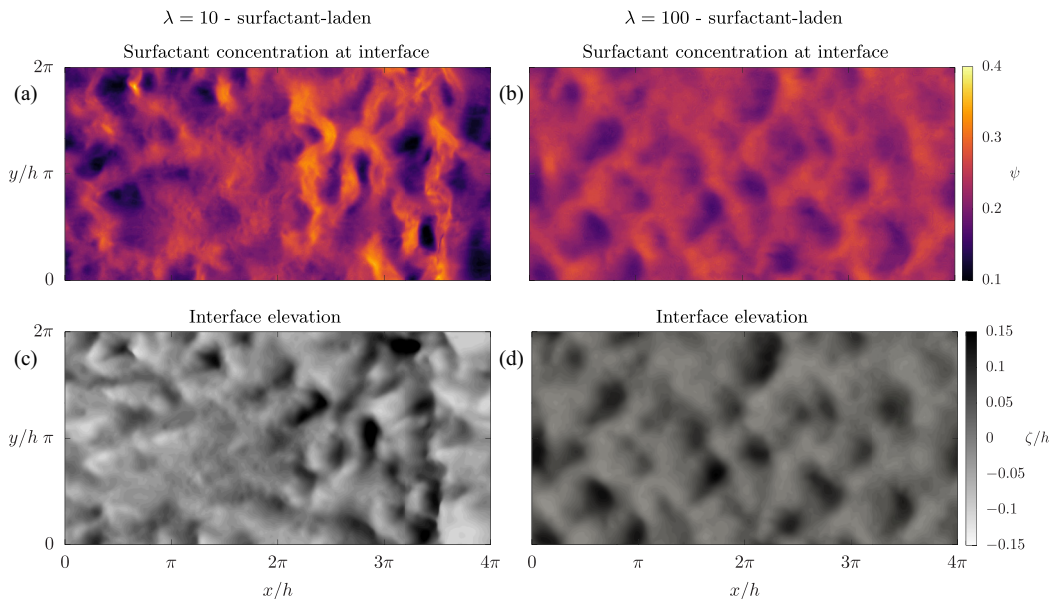 λ = 10 - surfactant-laden
λ = 100 - surfactant-laden
Surfactant concentration at interface
Surfactant concentration at interface
(a)
(b)
2π
y/h π
0
0.4
0.3
ψ
0.2
0.1
Interface elevation
Interface elevation
(c)
(d)
2π
y/h π
0
0.15
0.1
0.05
0
ζ/h
−0.05
−0.1
−0.15
0 π 2π 3π 4π
0 π 2π 3π 4π
x/h
x/h